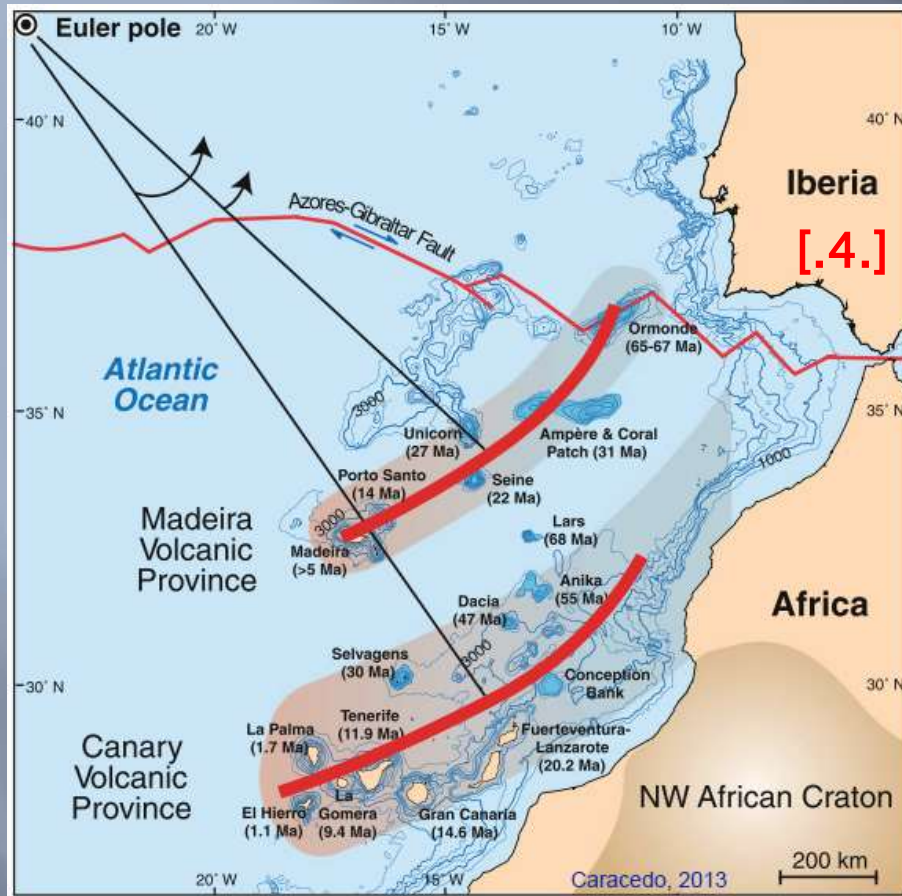 Euler pole
20° W
15° W
10° W
40° N
40° N
Iberia
[.4.]
Azores-Gibraltar Fault
Ormonde
(65-67 Ma)
Atlantic
Ocean
35° N
35° N
3000
Unicorn
(27 Ma)
Ampère & Coral
Patch (31 Ma)
1000
Porto Santo
(14 Ma)
Seine
(22 Ma)
3000
Madeira
Volcanic
Province
Madeira
(>5 Ma)
Lars
(68 Ma)
Anika
(55 Ma)
Africa
Dacia
(47 Ma)
Selvagens
(30 Ma)
3000
30° N
30° N
Conception
Bank
La Palma
(1.7 Ma)
Tenerife
(11.9 Ma)
Fuerteventura-
Lanzarote
(20.2 Ma)
Canary
Volcanic
Province
El Hierro
(1.1 Ma)
La
Gomera
(9.4 Ma)
Gran Canaria
(14.6 Ma)
NW African Craton
20° W
15° W
Caracedo, 2013
200 km